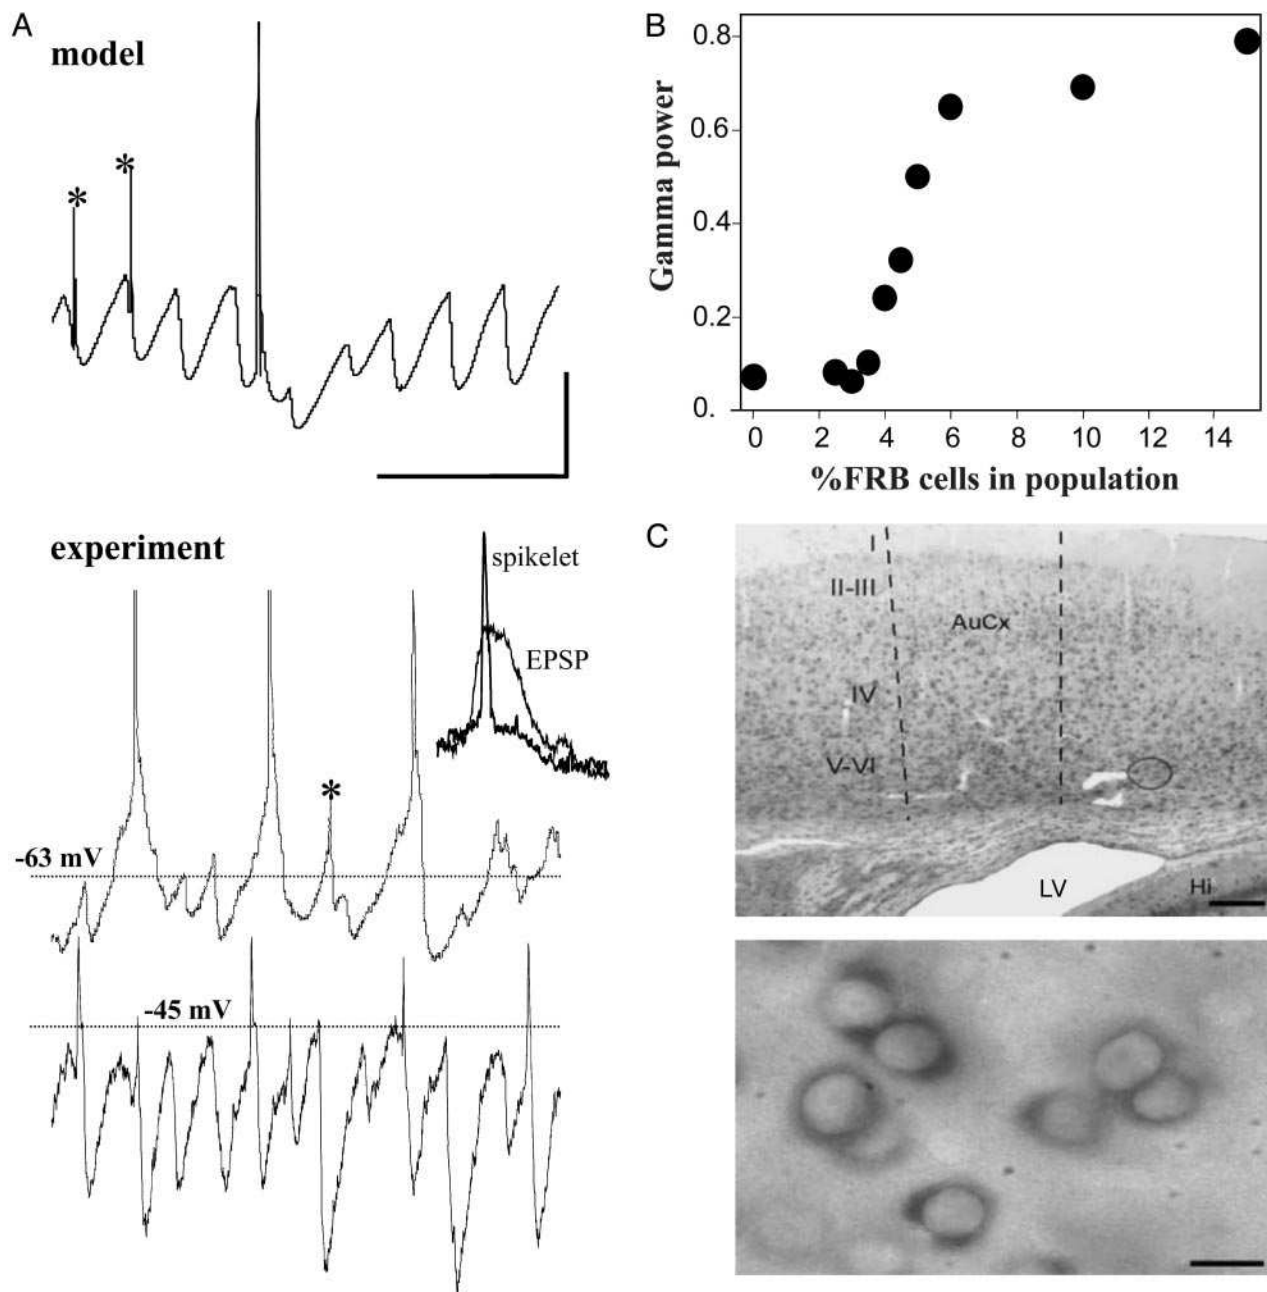 A
model
*
*
experiment
spikelet
EPSP
*
-63 mV
-45 mV
B
0.8
0.6
0.4
0.2
0.
Gamma power
0 2 4 6 8 10 12 14
%FRB cells in population
C
I
II-III
AuCx
IV
V-VI
LV
Hi